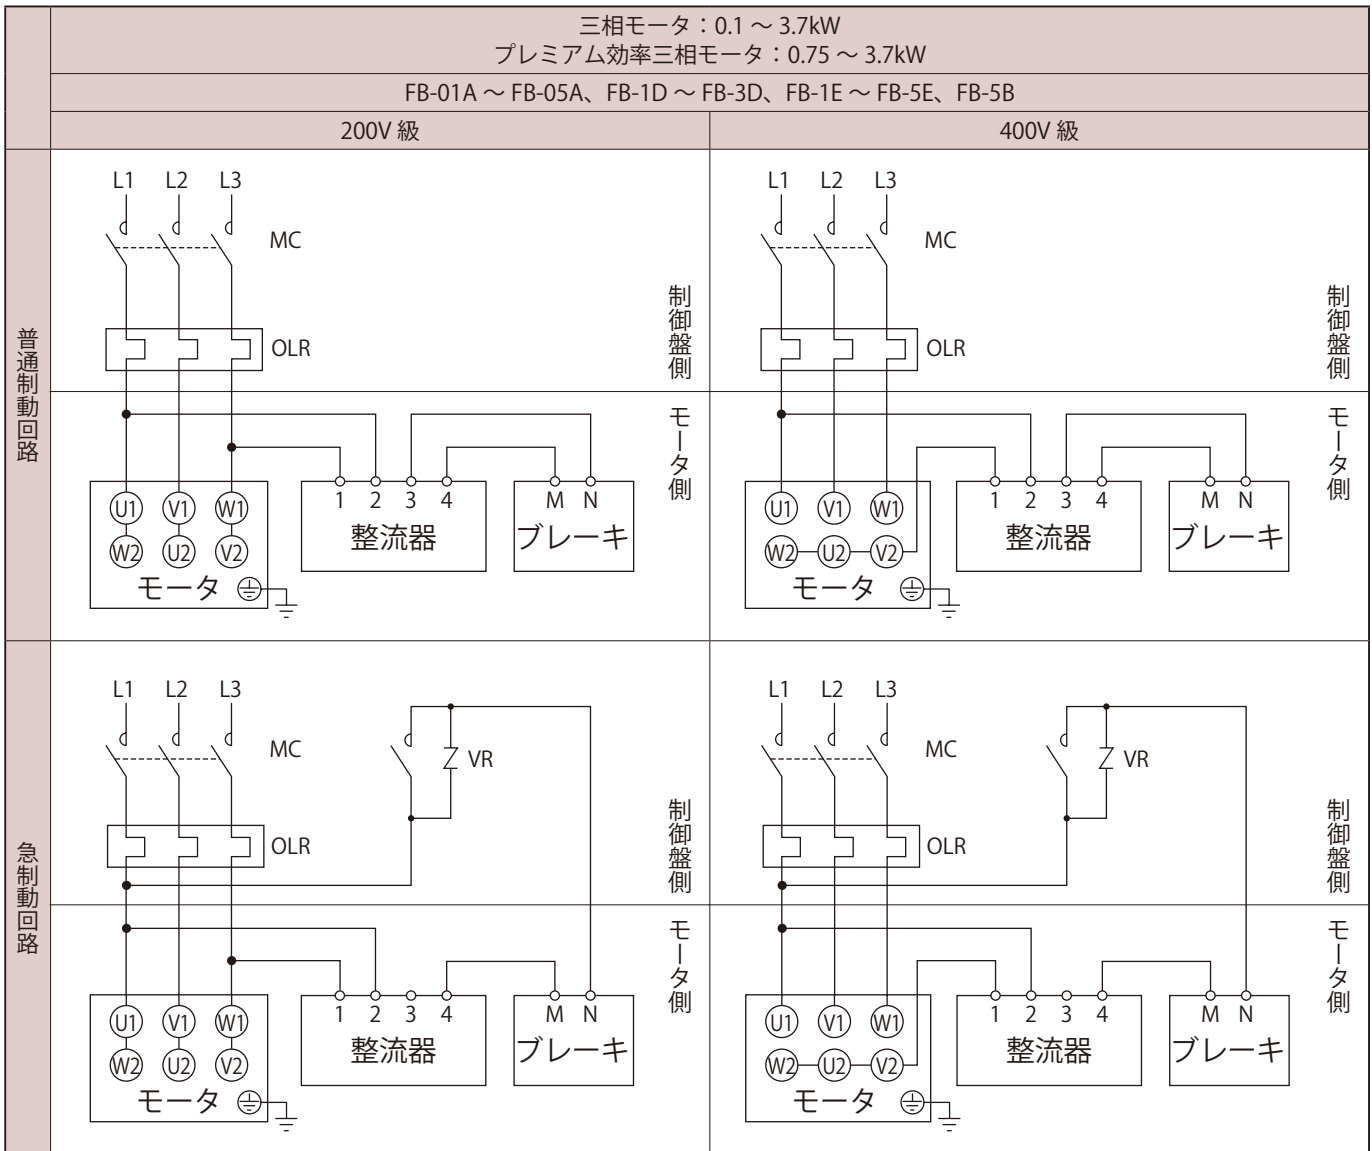 三相モータ：0.1 ～ 3.7kW
プレミアム効率三相モータ：0.75 ～ 3.7kW
FB-01A ～ FB-05A、FB-1D ～ FB-3D、FB-1E ～ FB-5E、FB-5B
200V 級
400V 級
普通制動回路
L1 L2 L3
MC
OLR
制御盤側
モータ側
U1 V1 W1
W2 U2 V2
モータ
1 2 3 4
整流器
M N
ブレーキ
L1 L2 L3
MC
OLR
制御盤側
モータ側
U1 V1 W1
W2 U2 V2
モータ
1 2 3 4
整流器
M N
ブレーキ
急制動回路
L1 L2 L3
MC
VR
OLR
制御盤側
モータ側
U1 V1 W1
W2 U2 V2
モータ
1 2 3 4
整流器
M N
ブレーキ
L1 L2 L3
MC
VR
OLR
制御盤側
モータ側
U1 V1 W1
W2 U2 V2
モータ
1 2 3 4
整流器
M N
ブレーキ